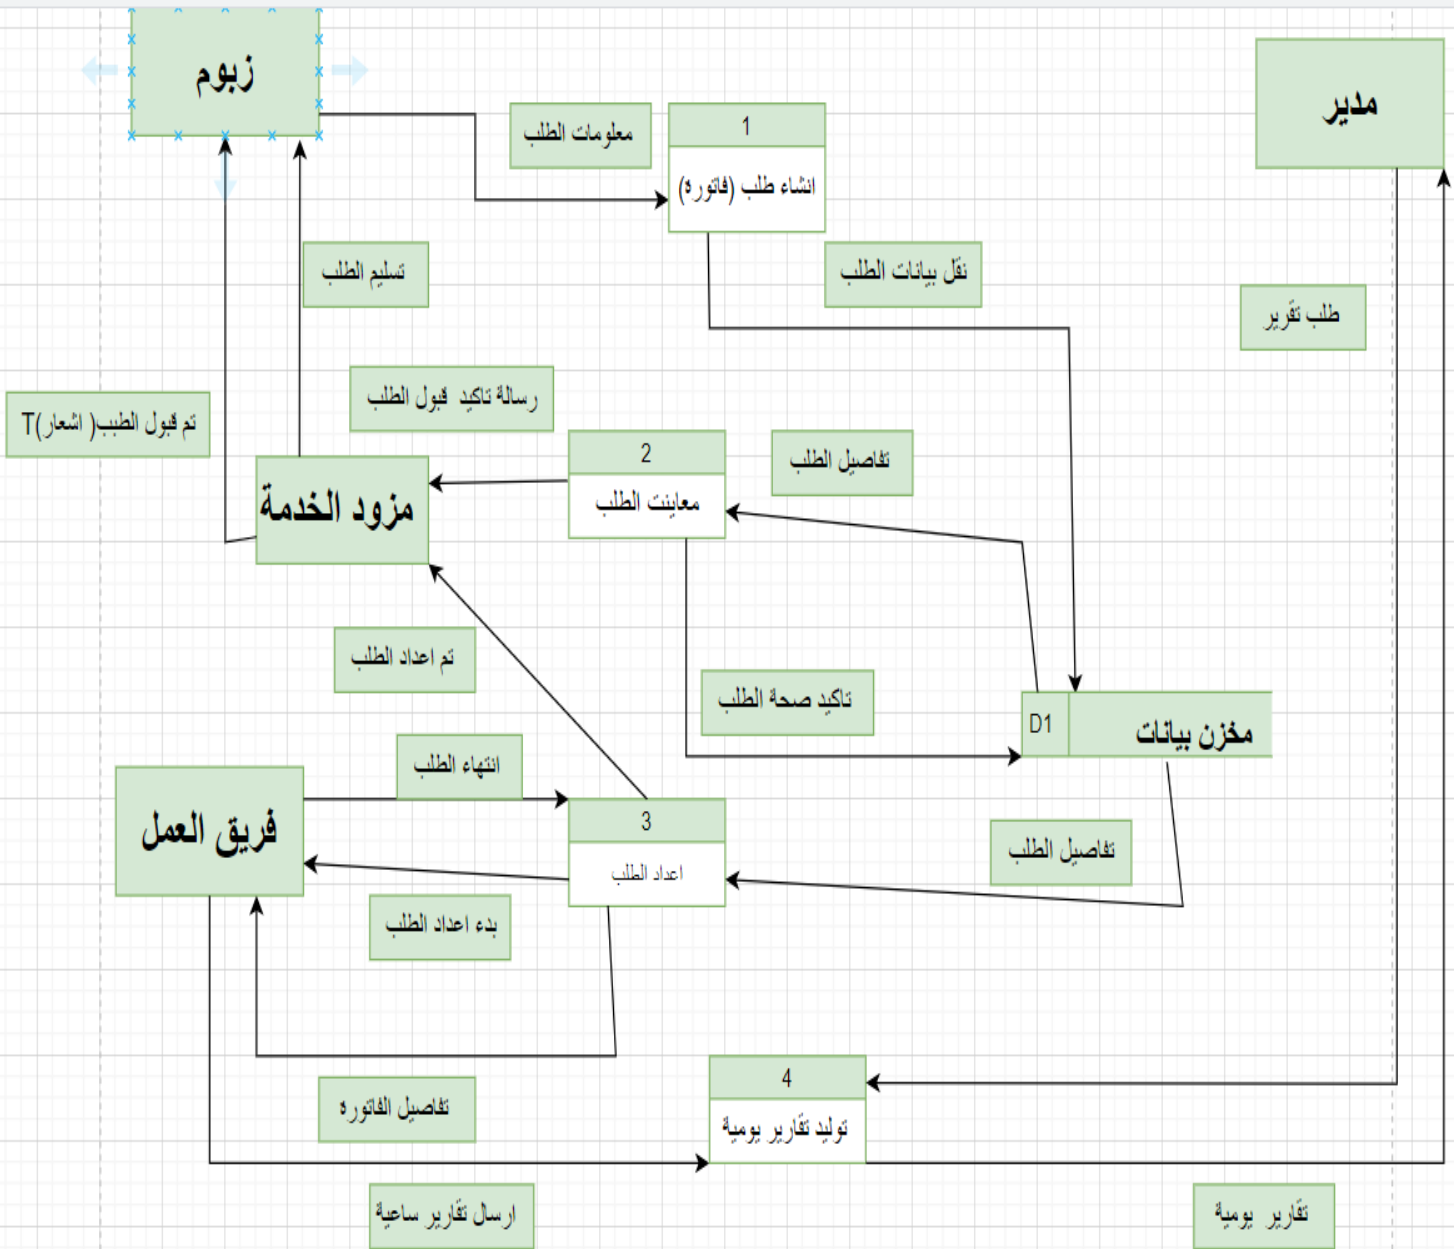 زبوم
مدير
معلومات الطلب
1
انشاء طلب (فاتوره)
تسليم الطلب
نقل بيانات الطلب
طلب تقرير
رسالة تاكيد قبول الطلب
تم قبول الطبب( اشعار)T
2
معاينت الطلب
تفاصيل الطلب
مزود الخدمة
تم اعداد الطلب
تاكيد صحة الطلب
D1
مخزن بيانات
انتهاء الطلب
فريق العمل
3
اعداد الطلب
تفاصيل الطلب
بدء اعداد الطلب
4
توليد تقارير يومية
تفاصيل الفاتوره
ارسال تقارير ساعية
تقارير يومية